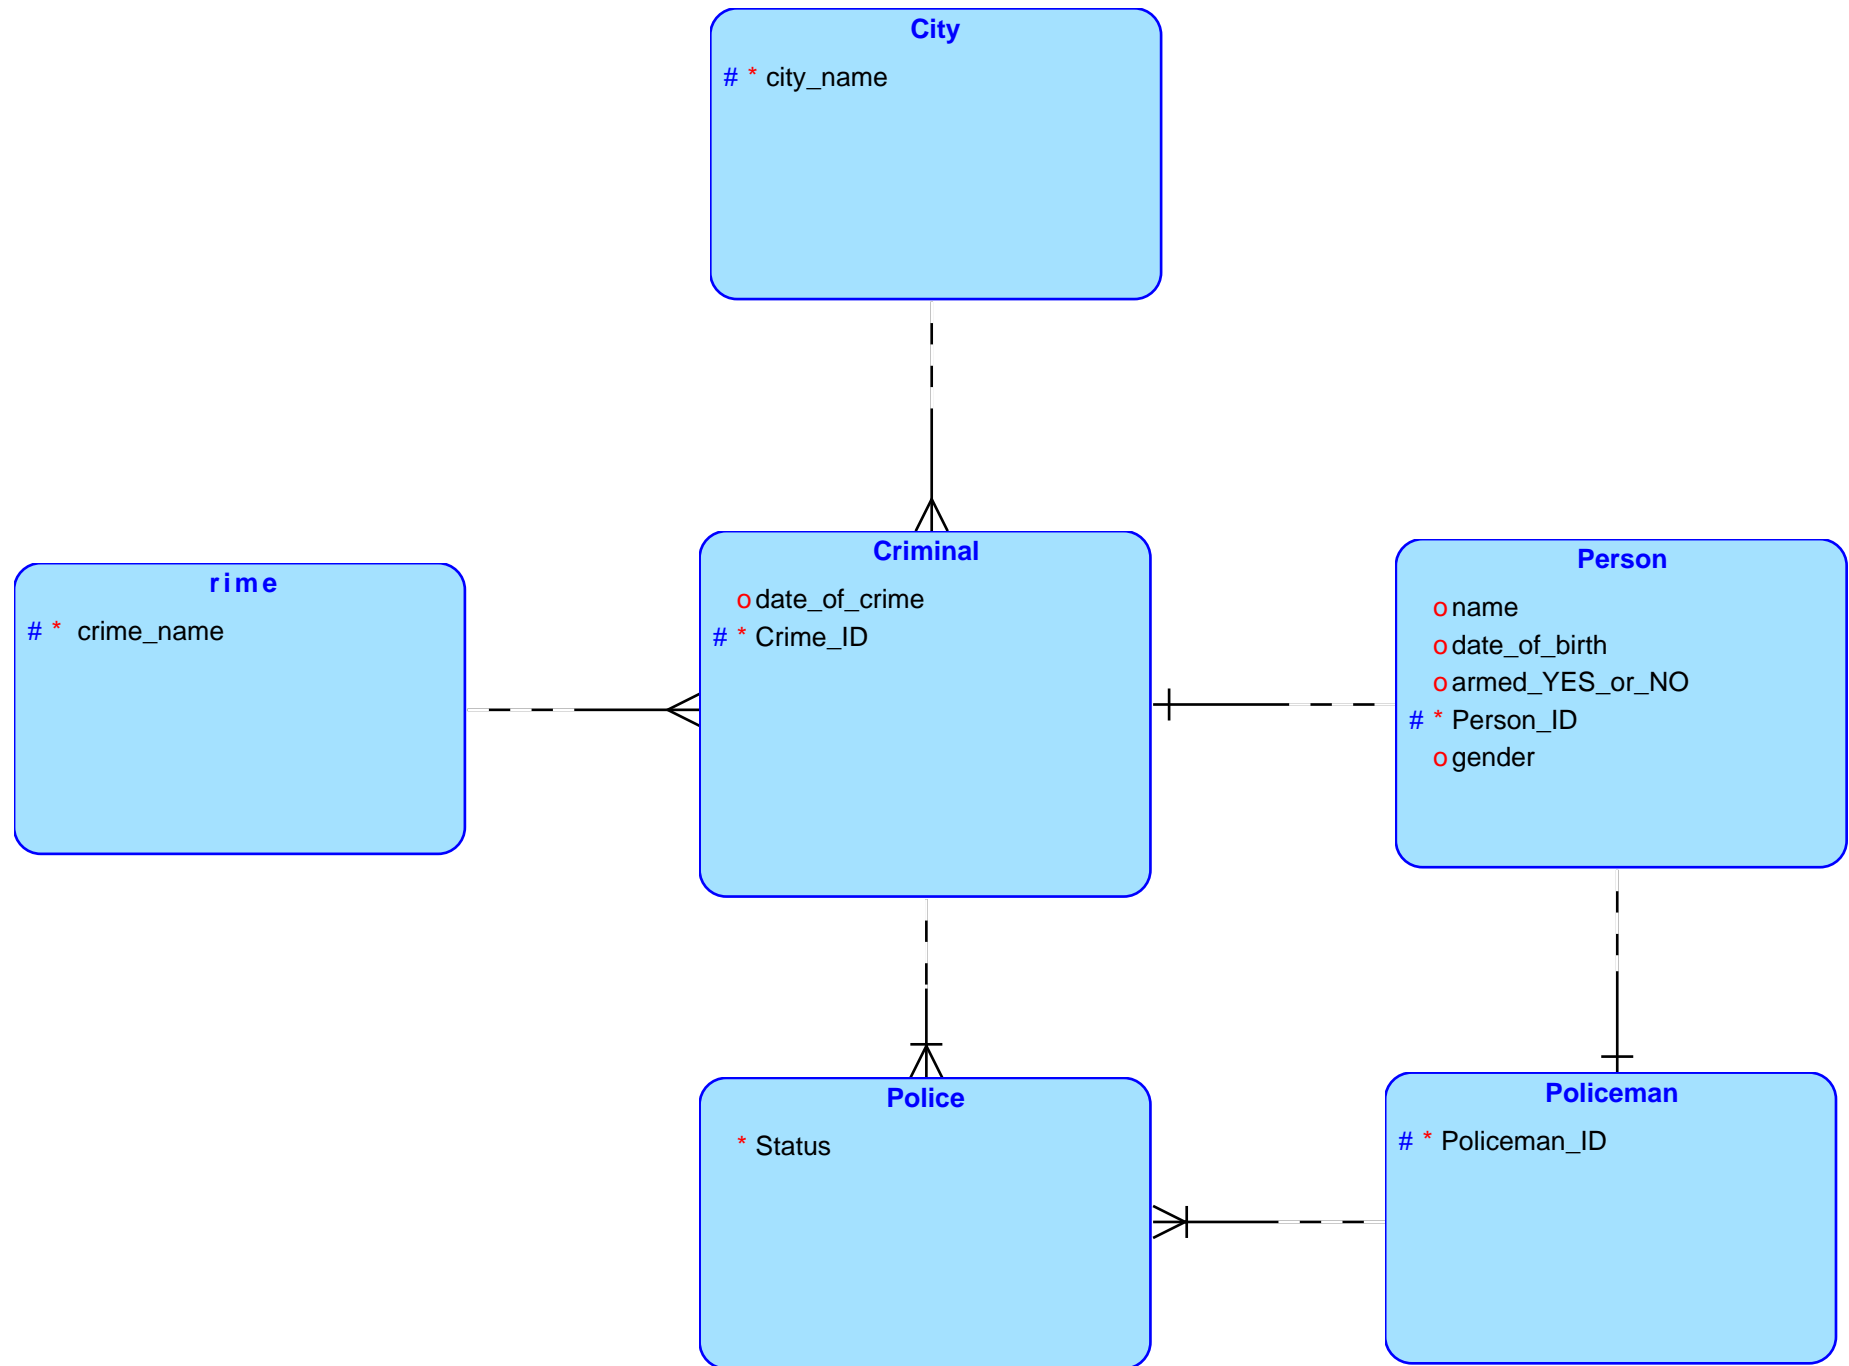 City
# * city_name
Criminal
o date_of_crime
# * Crime_ID
rime
# * crime_name
Person
o name
o date_of_birth
o armed_YES_or_NO
# * Person_ID
o gender
Police
* Status
Policeman
# * Policeman_ID